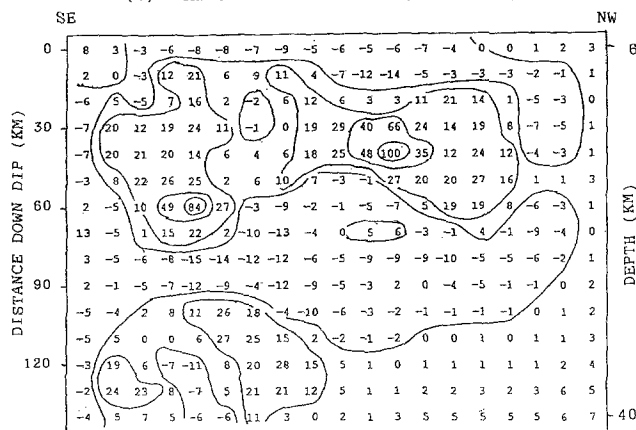 SE NW
0 8 3 -3 -6 -8 -8 -7 -9 -5 -6 -5 -6 -7 -4 0 0 1 2 3 6
2 0 -3 12 21 6 9 11 4 -7 -12 -14 -5 -3 -3 -3 -2 -1 1
-6 5 -5 7 16 2 -2 6 12 6 3 3 11 21 14 1 -5 -3 0
30 -7 20 12 19 24 11 -1 0 19 29 40 66 24 14 19 8 -7 -5 1
-7 20 21 20 14 6 4 6 18 25 48 100 35 12 24 12 -4 -3 1
-3 8 22 26 25 2 6 10 7 -3 -1 27 20 20 27 16 1 1 3
60 2 -5 10 49 84 27 -3 -9 -2 -1 -5 -7 5 19 19 8 -6 -3 1
13 -5 1 15 22 2 -10 -13 -4 0 5 6 -3 -1 4 -1 -9 -4 0
3 -5 -6 -8 -15 -14 -12 -12 -6 -5 -9 -9 -9 -10 -5 -5 -6 -2 1
90 2 -1 -5 -7 -12 -9 -4 -12 -9 -5 -3 2 0 -4 -5 -1 -1 0 2
-5 -4 2 8 11 26 18 -4 -10 -6 -3 -2 -1 -1 -1 -1 0 2
-5 5 0 0 6 27 25 15 2 -2 -1 -2 0 0 1 0 1 2 3
120 -3 19 6 -7 -11 8 20 28 15 5 1 0 1 1 1 1 1 2 4
-2 24 23 8 -7 5 21 21 12 5 1 1 2 2 3 2 3 6 5
-4 5 7 5 -6 -6 11 3 0 2 1 3 5 5 5 5 5 6 7 40
DISTANCE DOWN DIP (KM)
DEPTH (KM)